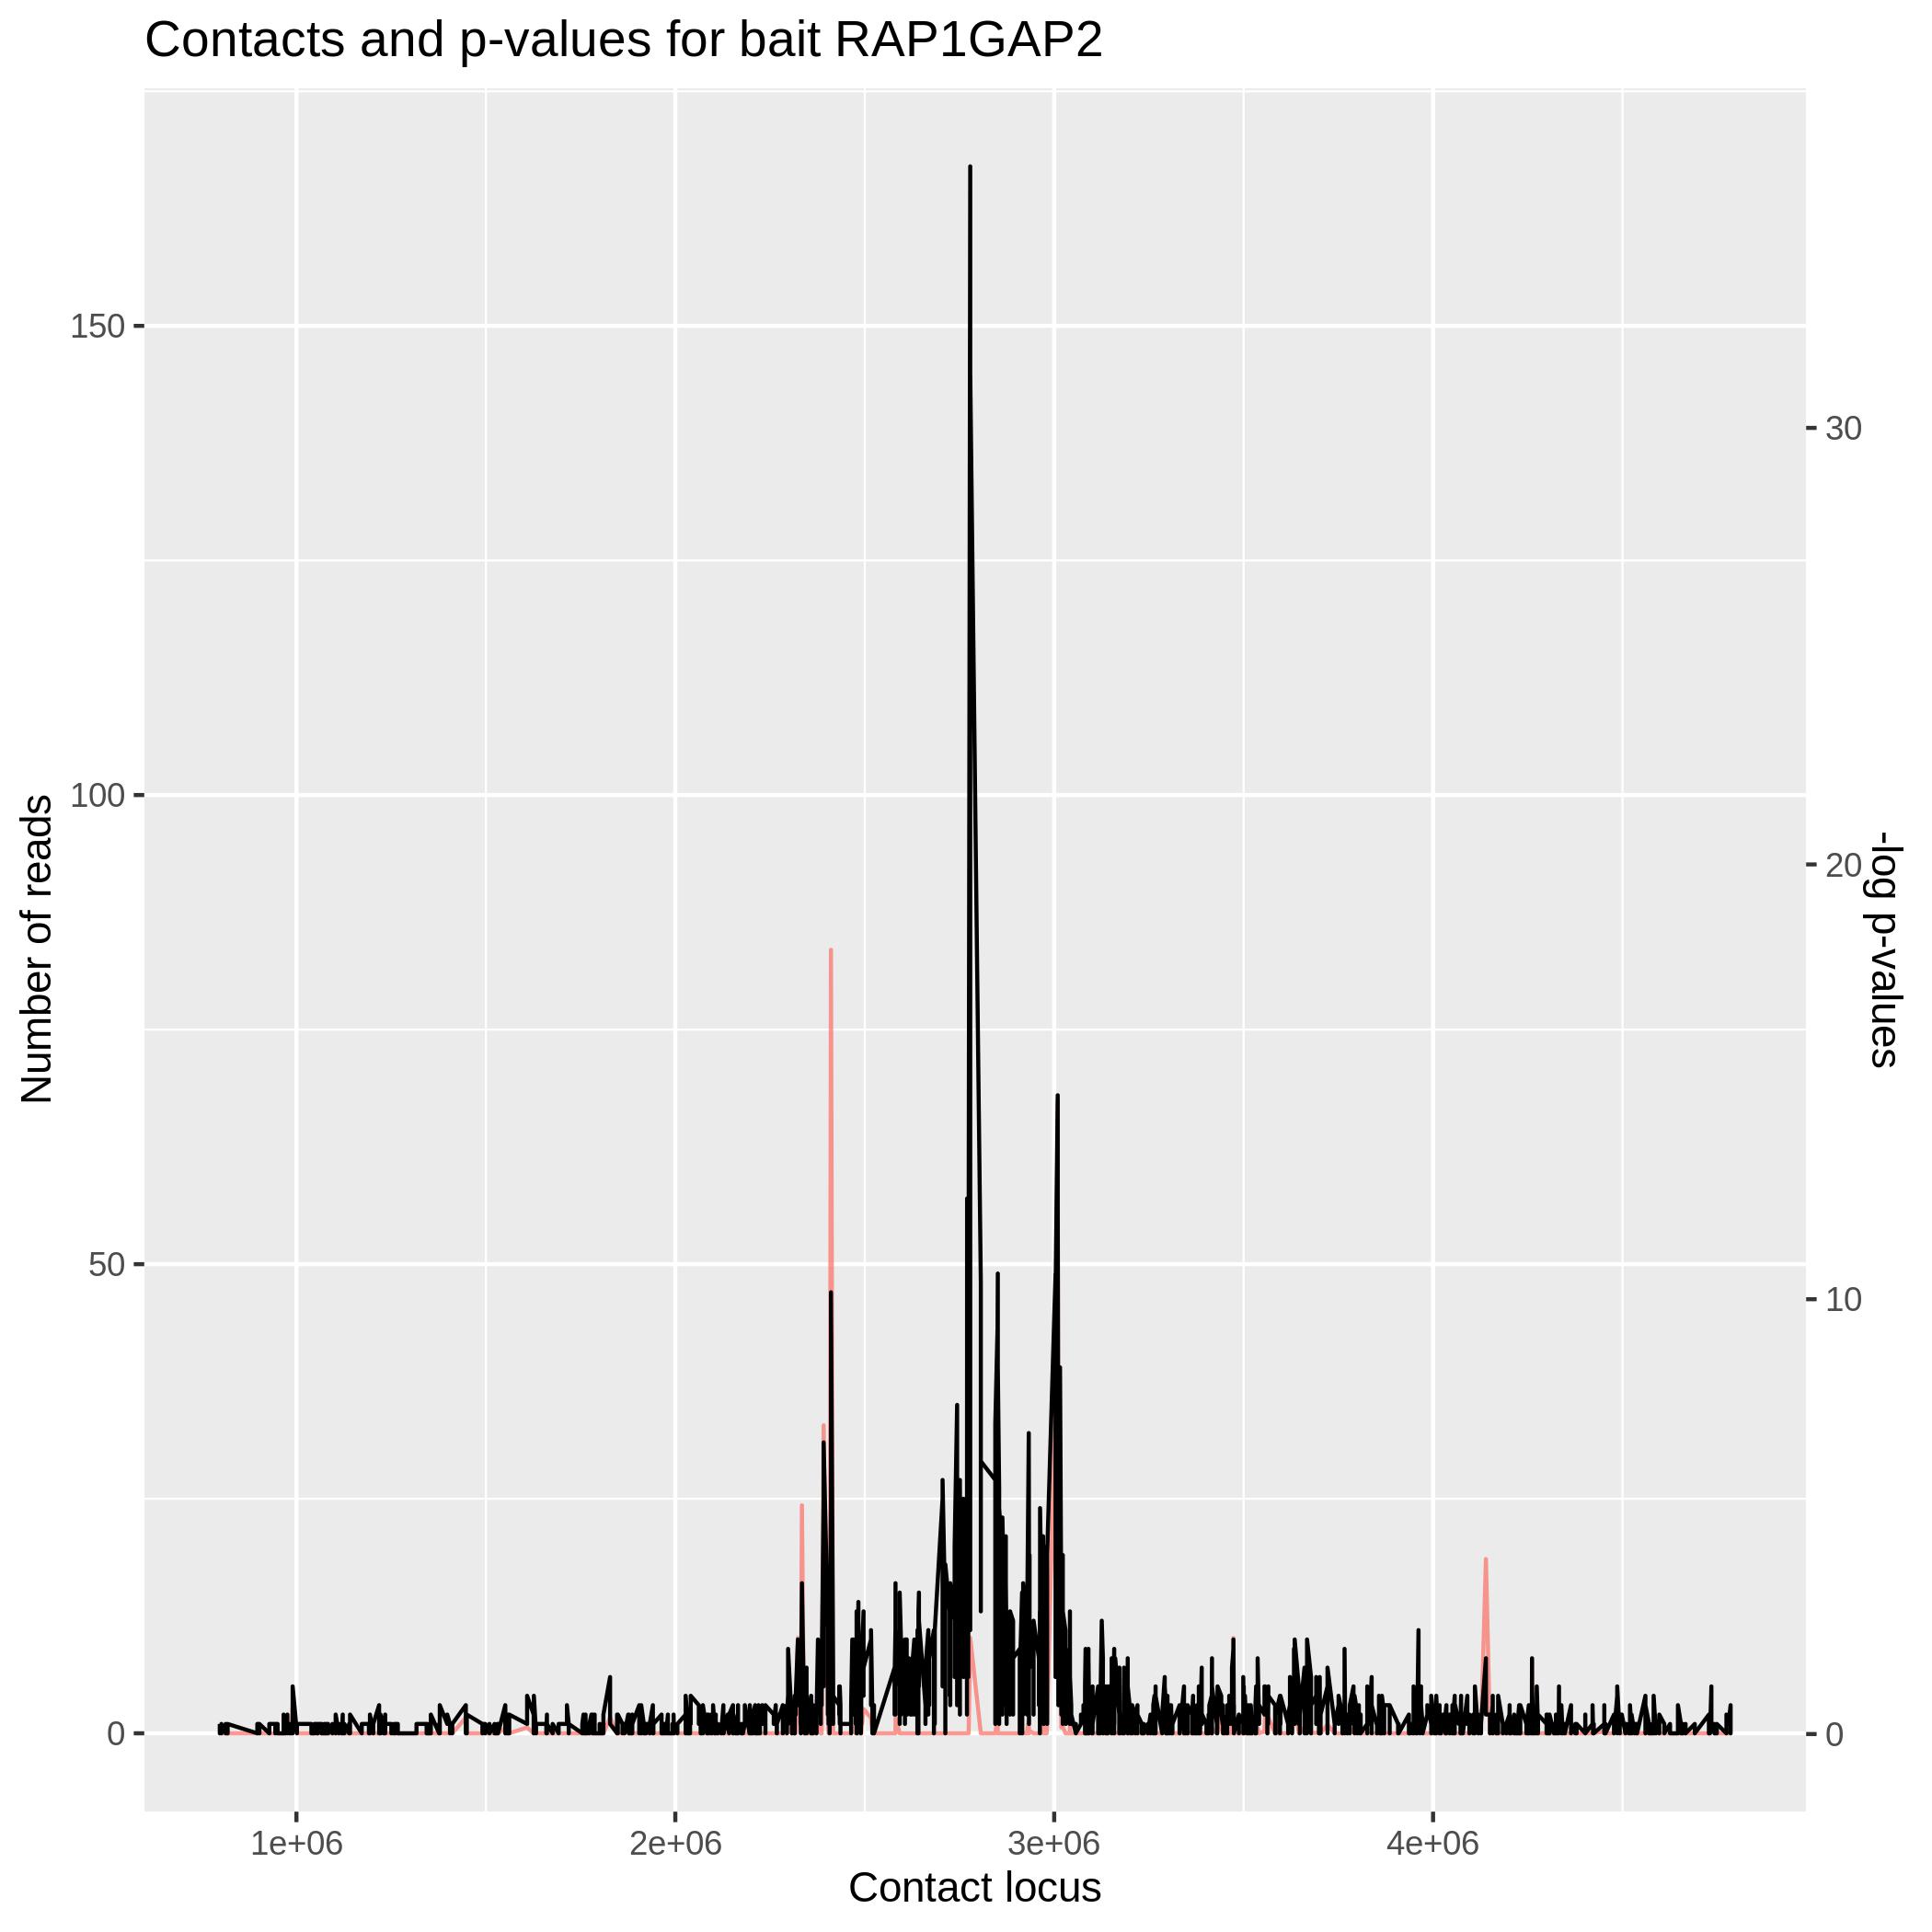 Contacts and p-values for bait RAP1GAP2
150
100
50
0
Number of reads
30
20
10
0
-log p-values
1e+06
2e+06
3e+06
4e+06
Contact locus